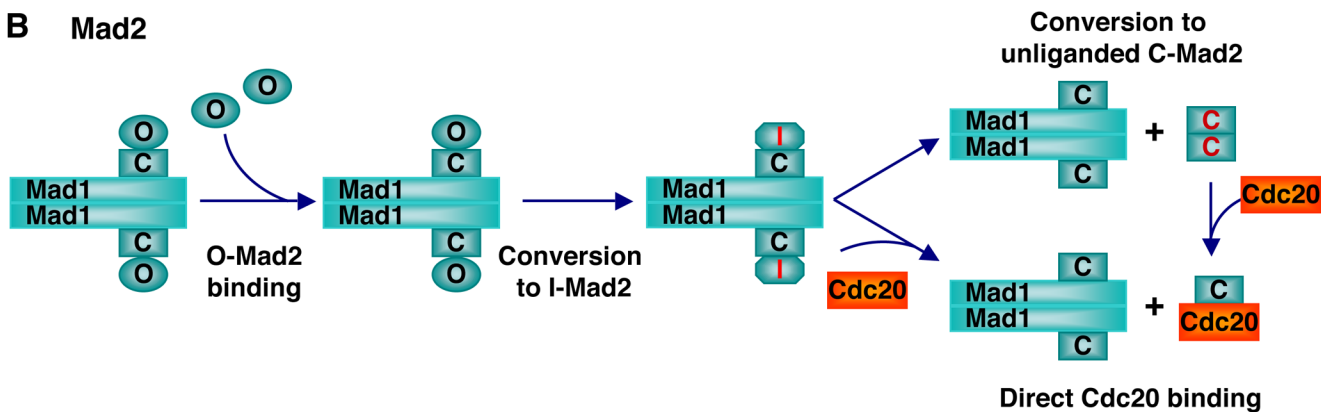 B Mad2
O
O
O
C
Mad1
Mad1
C
O
O-Mad2
binding
O
C
Mad1
Mad1
C
O
Conversion
to I-Mad2
I
C
Mad1
Mad1
C
I
Cdc20
Conversion to
unliganded C-Mad2
C
Mad1
Mad1
C
+
C
C
Cdc20
C
Mad1
Mad1
C
+
C
Cdc20
Direct Cdc20 binding